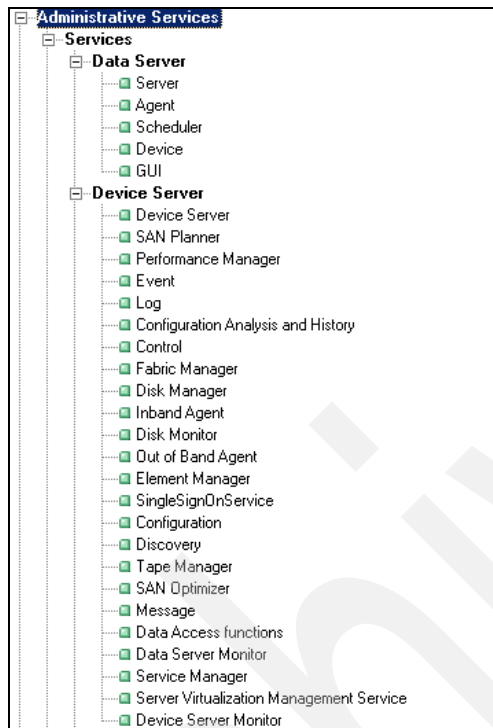 Administrative Services
Services
Data Server
Server
Agent
Scheduler
Device
GUI
Device Server
Device Server
SAN Planner
Performance Manager
Event
Log
Configuration Analysis and History
Control
Fabric Manager
Disk Manager
Inband Agent
Disk Monitor
Out of Band Agent
Element Manager
SingleSignOnService
Configuration
Discovery
Tape Manager
SAN Optimizer
Message
Data Access functions
Data Server Monitor
Service Manager
Server Virtualization Management Service
Device Server Monitor